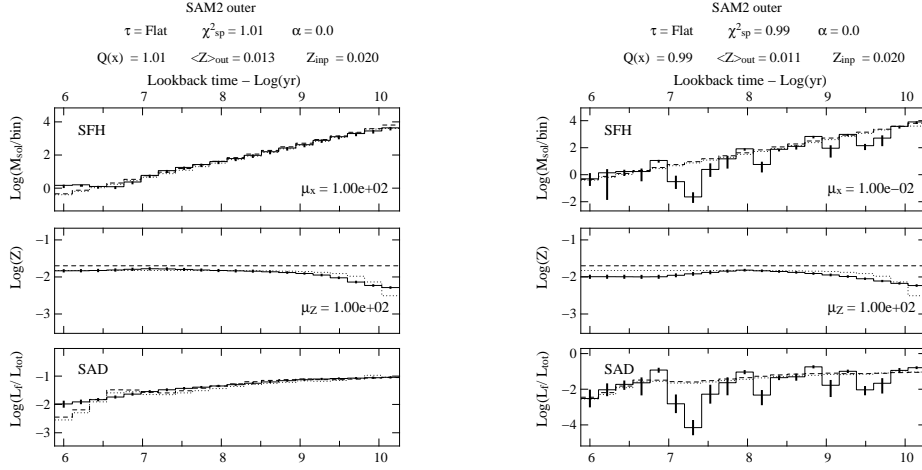 SAM2 outer
τ = Flat χ²sp = 1.01 α = 0.0
Q(x) = 1.01 <Z>out = 0.013 Zinp = 0.020
Lookback time – Log(yr)
6 7 8 9 10
Log(Msol/bin)
4
2
0
SFH
μx = 1.00e+02
Log(Z)
−1
−2
−3
μZ = 1.00e+02
Log(Lf/ Ltot)
−1
−2
−3
SAD
6 7 8 9 10
SAM2 outer
τ = Flat χ²sp = 0.99 α = 0.0
Q(x) = 0.99 <Z>out = 0.011 Zinp = 0.020
Lookback time – Log(yr)
6 7 8 9 10
Log(Msol/bin)
4
2
0
−2
SFH
μx = 1.00e−02
Log(Z)
−1
−2
−3
μZ = 1.00e+02
Log(Lf/ Ltot)
0
−2
−4
SAD
6 7 8 9 10